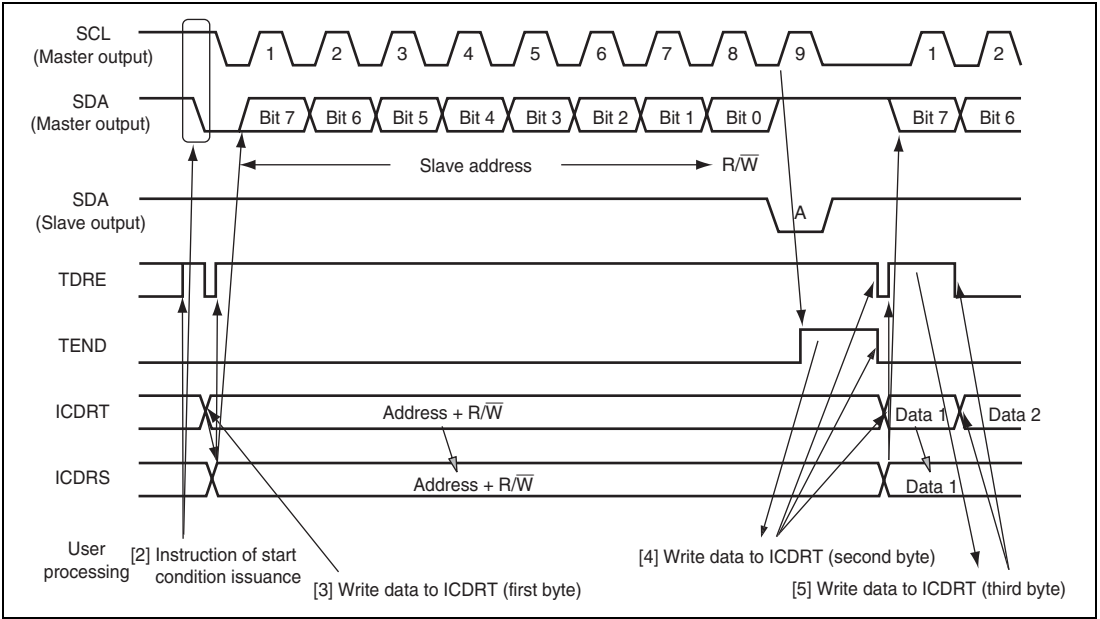 SCL
(Master output)
1 2 3 4 5 6 7 8 9 1 2
SDA
(Master output)
Bit 7 Bit 6 Bit 5 Bit 4 Bit 3 Bit 2 Bit 1 Bit 0 Bit 7 Bit 6
Slave address R/W̅
SDA
(Slave output)
A
TDRE
TEND
ICDRT
Address + R/W̅ Data 1 Data 2
ICDRS
Address + R/W̅ Data 1
User
processing
[2] Instruction of start
condition issuance
[3] Write data to ICDRT (first byte)
[4] Write data to ICDRT (second byte)
[5] Write data to ICDRT (third byte)